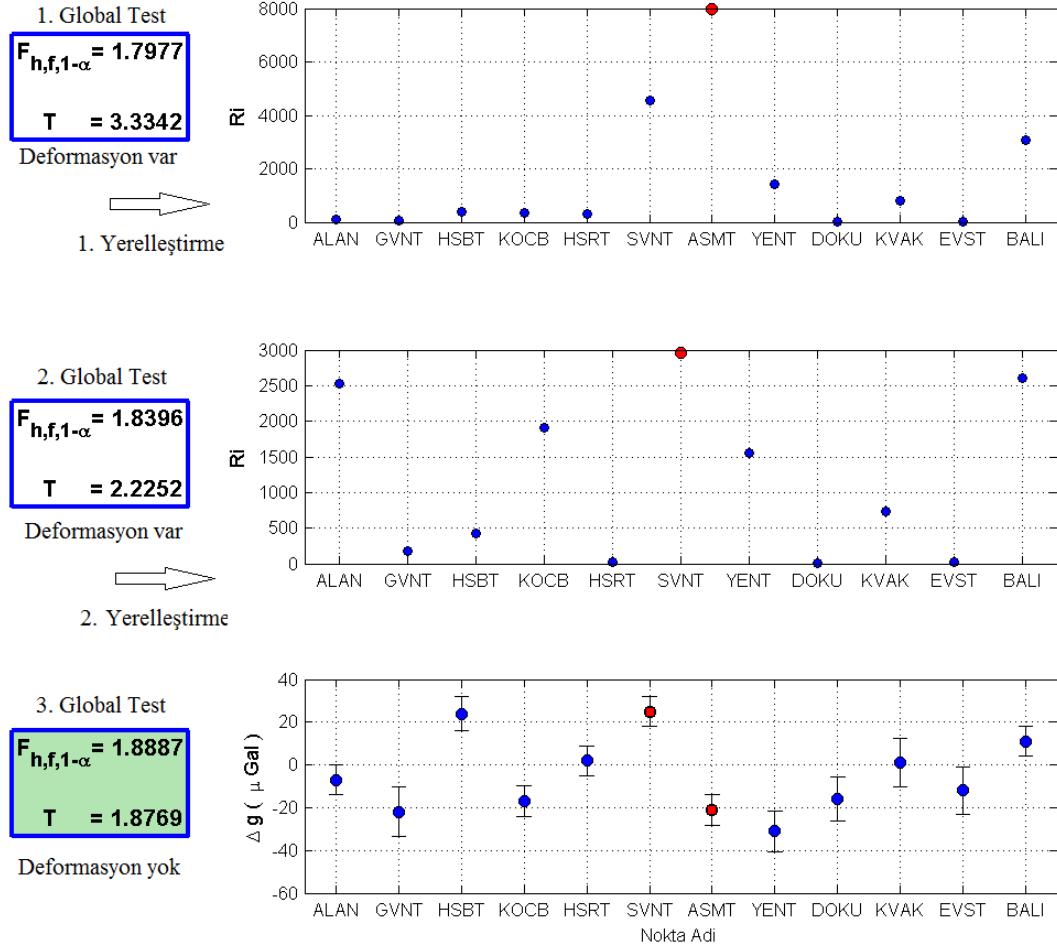 1. Global Test
F h,f,1-α = 1.7977
T = 3.3342
Deformasyon var
1. Yerelleştirme
8000
6000
4000
2000
0
Ri
ALAN GVNT HSBT KOCB HSRT SVNT ASMT YENT DOKU KVAK EVST BALI
2. Global Test
F h,f,1-α = 1.8396
T = 2.2252
Deformasyon var
2. Yerelleştirme
3000
2500
2000
1500
1000
500
0
Ri
ALAN GVNT HSBT KOCB HSRT SVNT YENT DOKU KVAK EVST BALI
3. Global Test
F h,f,1-α = 1.8887
T = 1.8769
Deformasyon yok
40
20
0
-20
-40
-60
Δ g ( μ Gal )
ALAN GVNT HSBT KOCB HSRT SVNT ASMT YENT DOKU KVAK EVST BALI
Nokta Adi